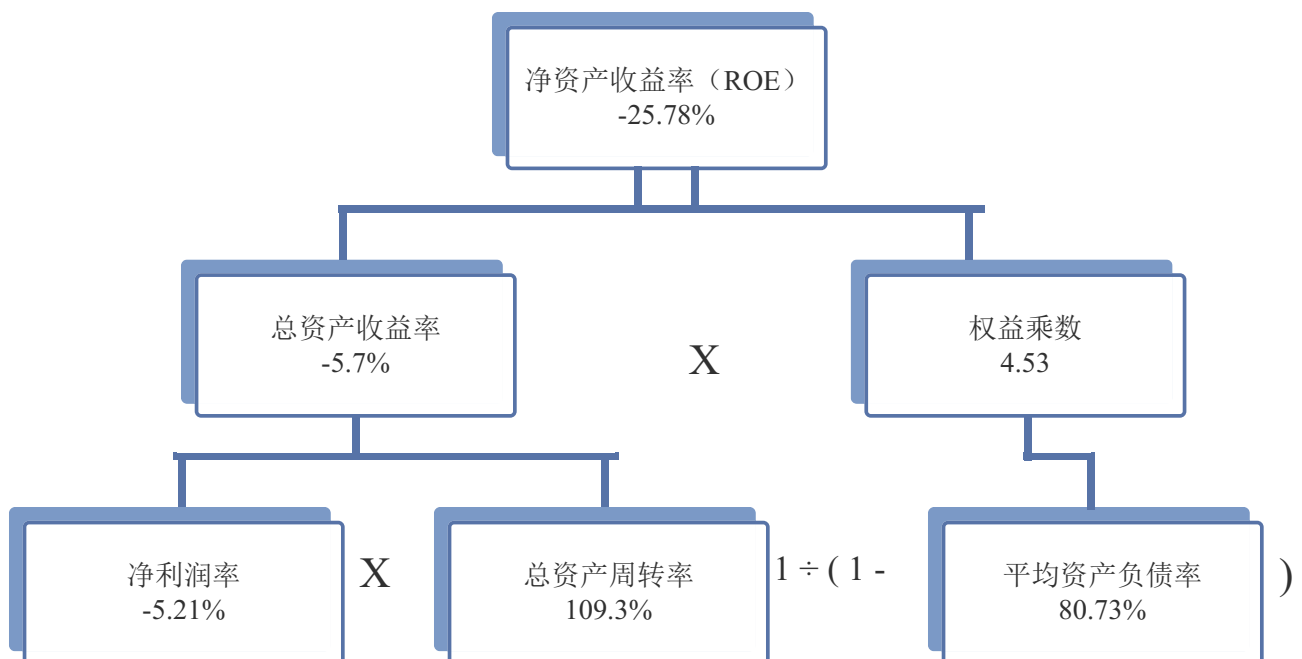 净资产收益率（ROE）
-25.78%
总资产收益率
-5.7%
X
权益乘数
4.53
净利润率
-5.21%
X
总资产周转率
109.3%
1 ÷ ( 1 -
平均资产负债率
80.73%
)